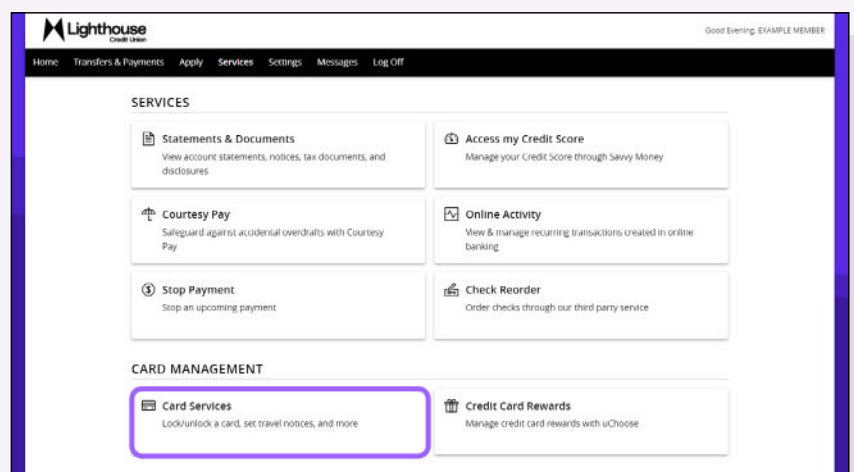 Lighthouse
Credit Union
Good Evening, EXAMPLE MEMBER
Home Transfers & Payments Apply Services Settings Messages Log Off
SERVICES
Statements & Documents
View account statements, notices, tax documents, and
disclosures
Access my Credit Score
Manage your Credit Score through Savvy Money
Courtesy Pay
Safeguard against accidental overdrafts with Courtesy
Pay
Online Activity
View & manage recurring transactions created in online
banking
Stop Payment
Stop an upcoming payment
Check Reorder
Order checks through our third party service
CARD MANAGEMENT
Card Services
Lock/unlock a card, set travel notices, and more
Credit Card Rewards
Manage credit card rewards with uChoose